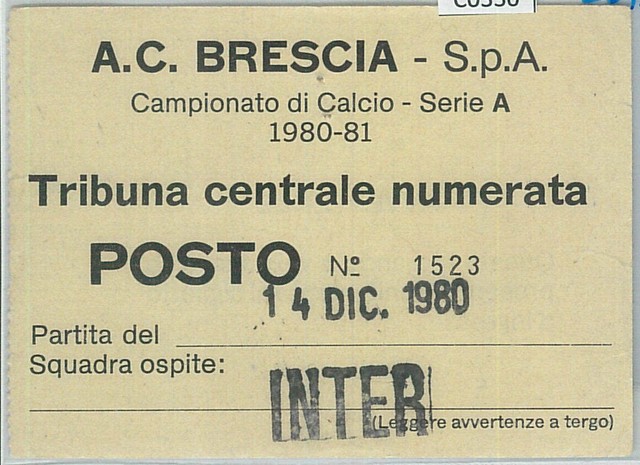 C0350
A.C. BRESCIA - S.p.A.
Campionato di Calcio - Serie A
1980-81
Tribuna centrale numerata
POSTO Nº 1523
14 DIC. 1980
Partita del
Squadra ospite:
INTER
(Leggere avvertenze a tergo)